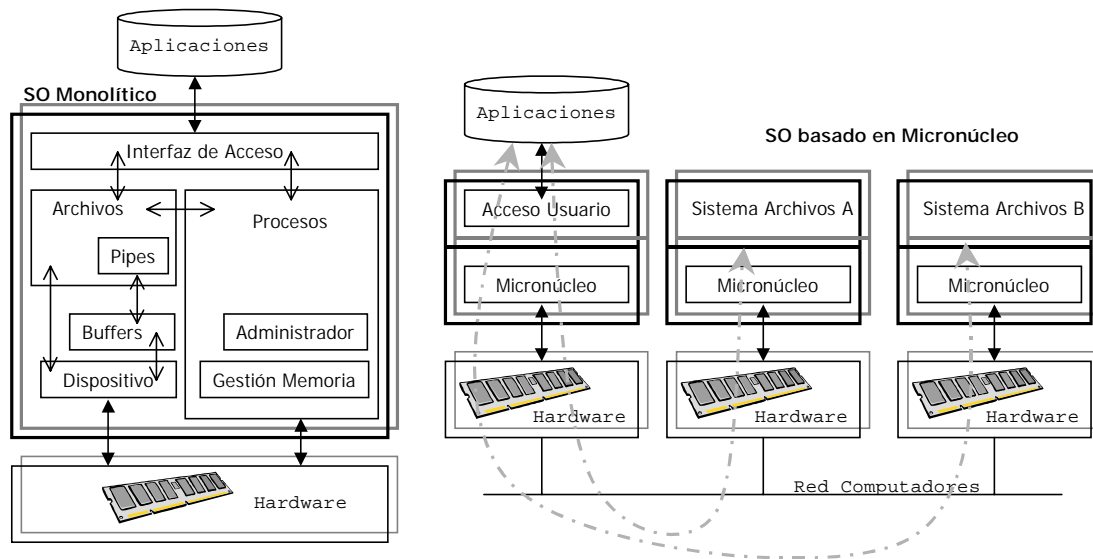 Aplicaciones
SO Monolítico
Interfaz de Acceso
Archivos
Procesos
Pipes
Buffers
Administrador
Dispositivo
Gestión Memoria
Hardware
Aplicaciones
SO basado en Micronúcleo
Acceso Usuario
Sistema Archivos A
Sistema Archivos B
Micronúcleo
Micronúcleo
Micronúcleo
Hardware
Hardware
Hardware
Red Computadores